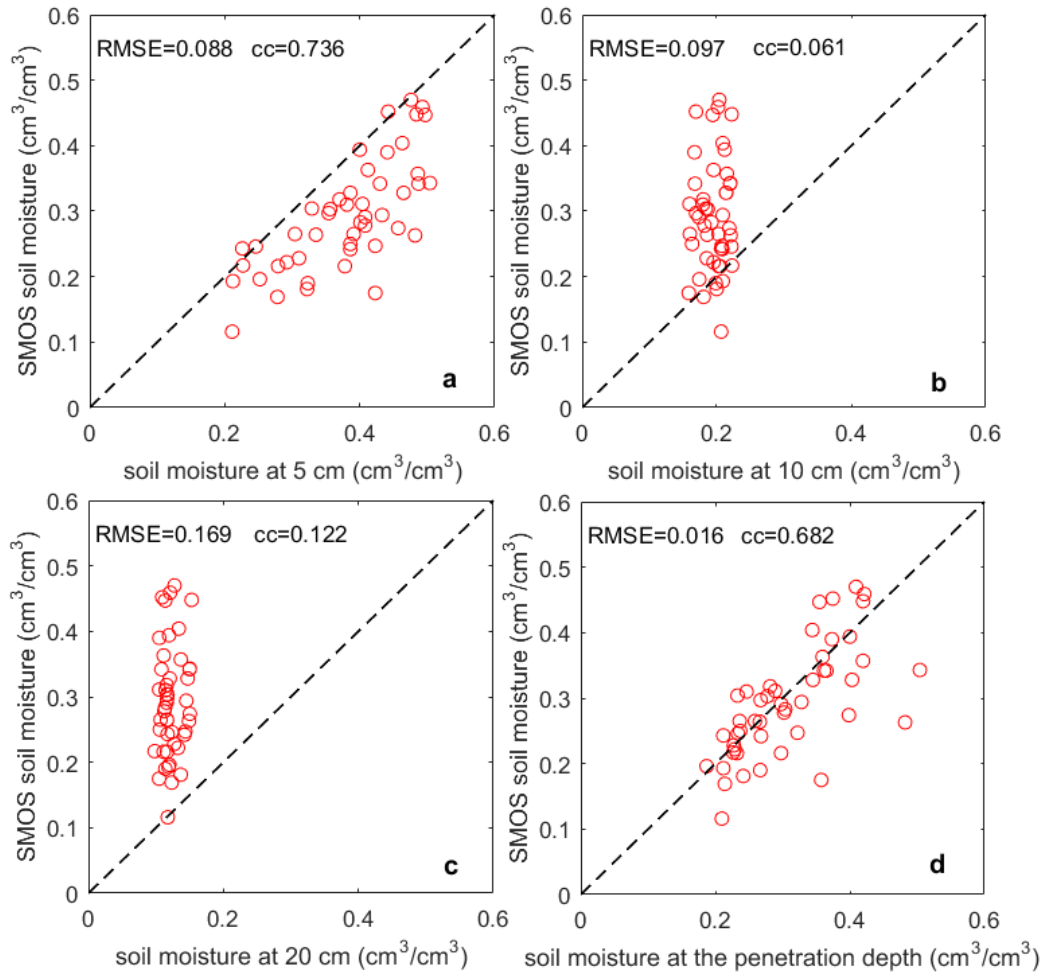 0.6
RMSE=0.088 cc=0.736
0.5
0.4
0.3
0.2
0.1
0
SMOS soil moisture (cm³/cm³)
a
0 0.2 0.4 0.6
soil moisture at 5 cm (cm³/cm³)
0.6
RMSE=0.097 cc=0.061
0.5
0.4
0.3
0.2
0.1
0
SMOS soil moisture (cm³/cm³)
b
0 0.2 0.4 0.6
soil moisture at 10 cm (cm³/cm³)
0.6
RMSE=0.169 cc=0.122
0.5
0.4
0.3
0.2
0.1
0
SMOS soil moisture (cm³/cm³)
c
0 0.2 0.4 0.6
soil moisture at 20 cm (cm³/cm³)
0.6
RMSE=0.016 cc=0.682
0.5
0.4
0.3
0.2
0.1
0
SMOS soil moisture (cm³/cm³)
d
0 0.2 0.4 0.6
soil moisture at the penetration depth (cm³/cm³)